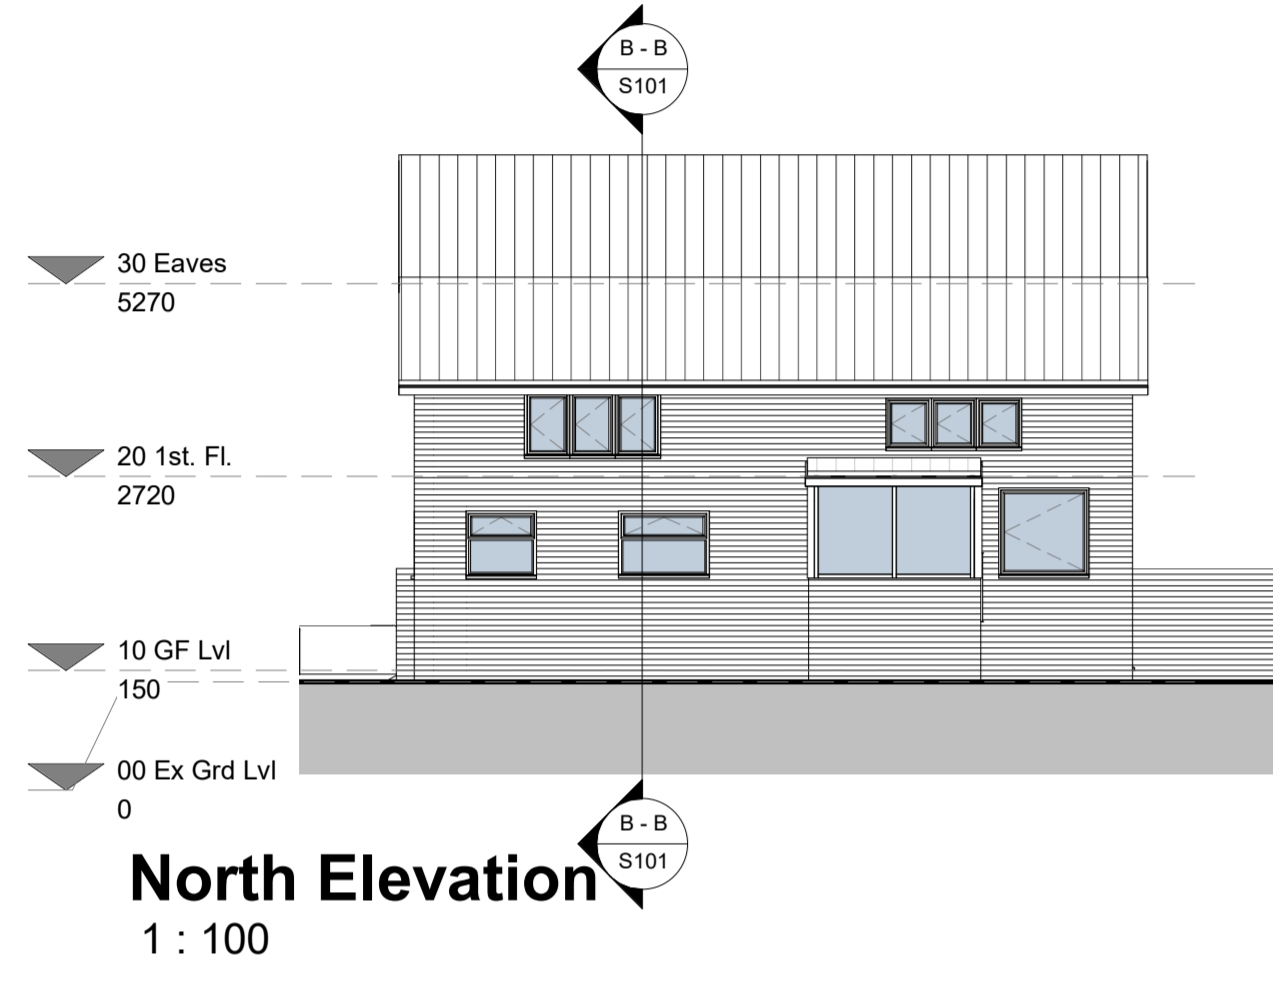 B - B
S101
30 Eaves
5270
20 1st. Fl.
2720
10 GF Lvl
150
00 Ex Grd Lvl
0
B - B
S101
North Elevation
1 : 100